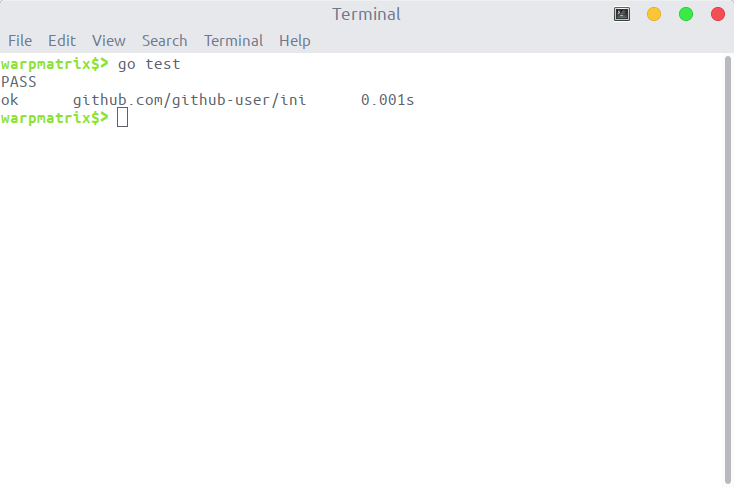 Terminal
File Edit View Search Terminal Help
warpmatrix$> go test
PASS
ok      github.com/github-user/ini      0.001s
warpmatrix$>